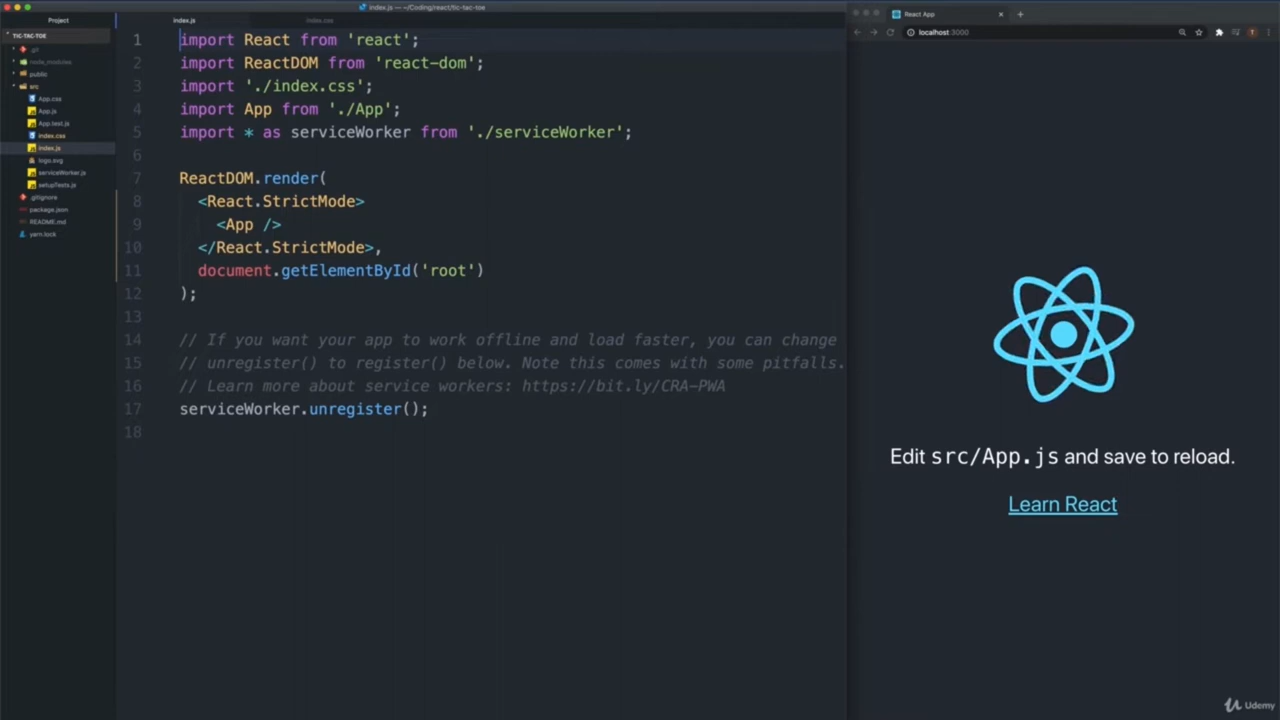 index.js — ~/Coding/react/tic-tac-toe
Project
TIC-TAC-TOE
.git
node_modules
public
src
App.css
App.js
App.test.js
index.css
index.js
logo.svg
serviceWorker.js
setupTests.js
.gitignore
package.json
README.md
yarn.lock
index.js
index.css
1 import React from 'react';
2 import ReactDOM from 'react-dom';
3 import './index.css';
4 import App from './App';
5 import * as serviceWorker from './serviceWorker';
6
7 ReactDOM.render(
8 <React.StrictMode>
9 <App />
10 </React.StrictMode>,
11 document.getElementById('root')
12 );
13
14 // If you want your app to work offline and load faster, you can change
15 // unregister() to register() below. Note this comes with some pitfalls.
16 // Learn more about service workers: https://bit.ly/CRA-PWA
17 serviceWorker.unregister();
18
React App
localhost:3000
Edit src/App.js and save to reload.
Learn React
Udemy